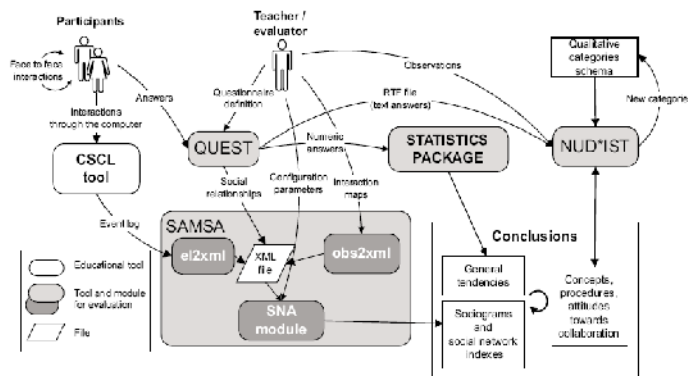 Participants
Teacher /
evaluator
Face to face
interactions
Interactions
through the computer
Answers
Questionnaire
definition
Observations
RTF file
(text answers)
Qualitative
categories
schema
New categorie
CSCL
tool
QUEST
Numeric
answers
STATISTICS
PACKAGE
NUD*IST
Social
relationships
Configuration
parameters
Interaction
maps
Event log
SAMSA
el2xml
XML
file
obs2xml
SNA
module
Conclusions
General
tendencies
Sociograms
and
social network
indexes
Concepts,
procedures,
attitudes
towards
collaboration
Educational tool
Tool and module
for evaluation
File